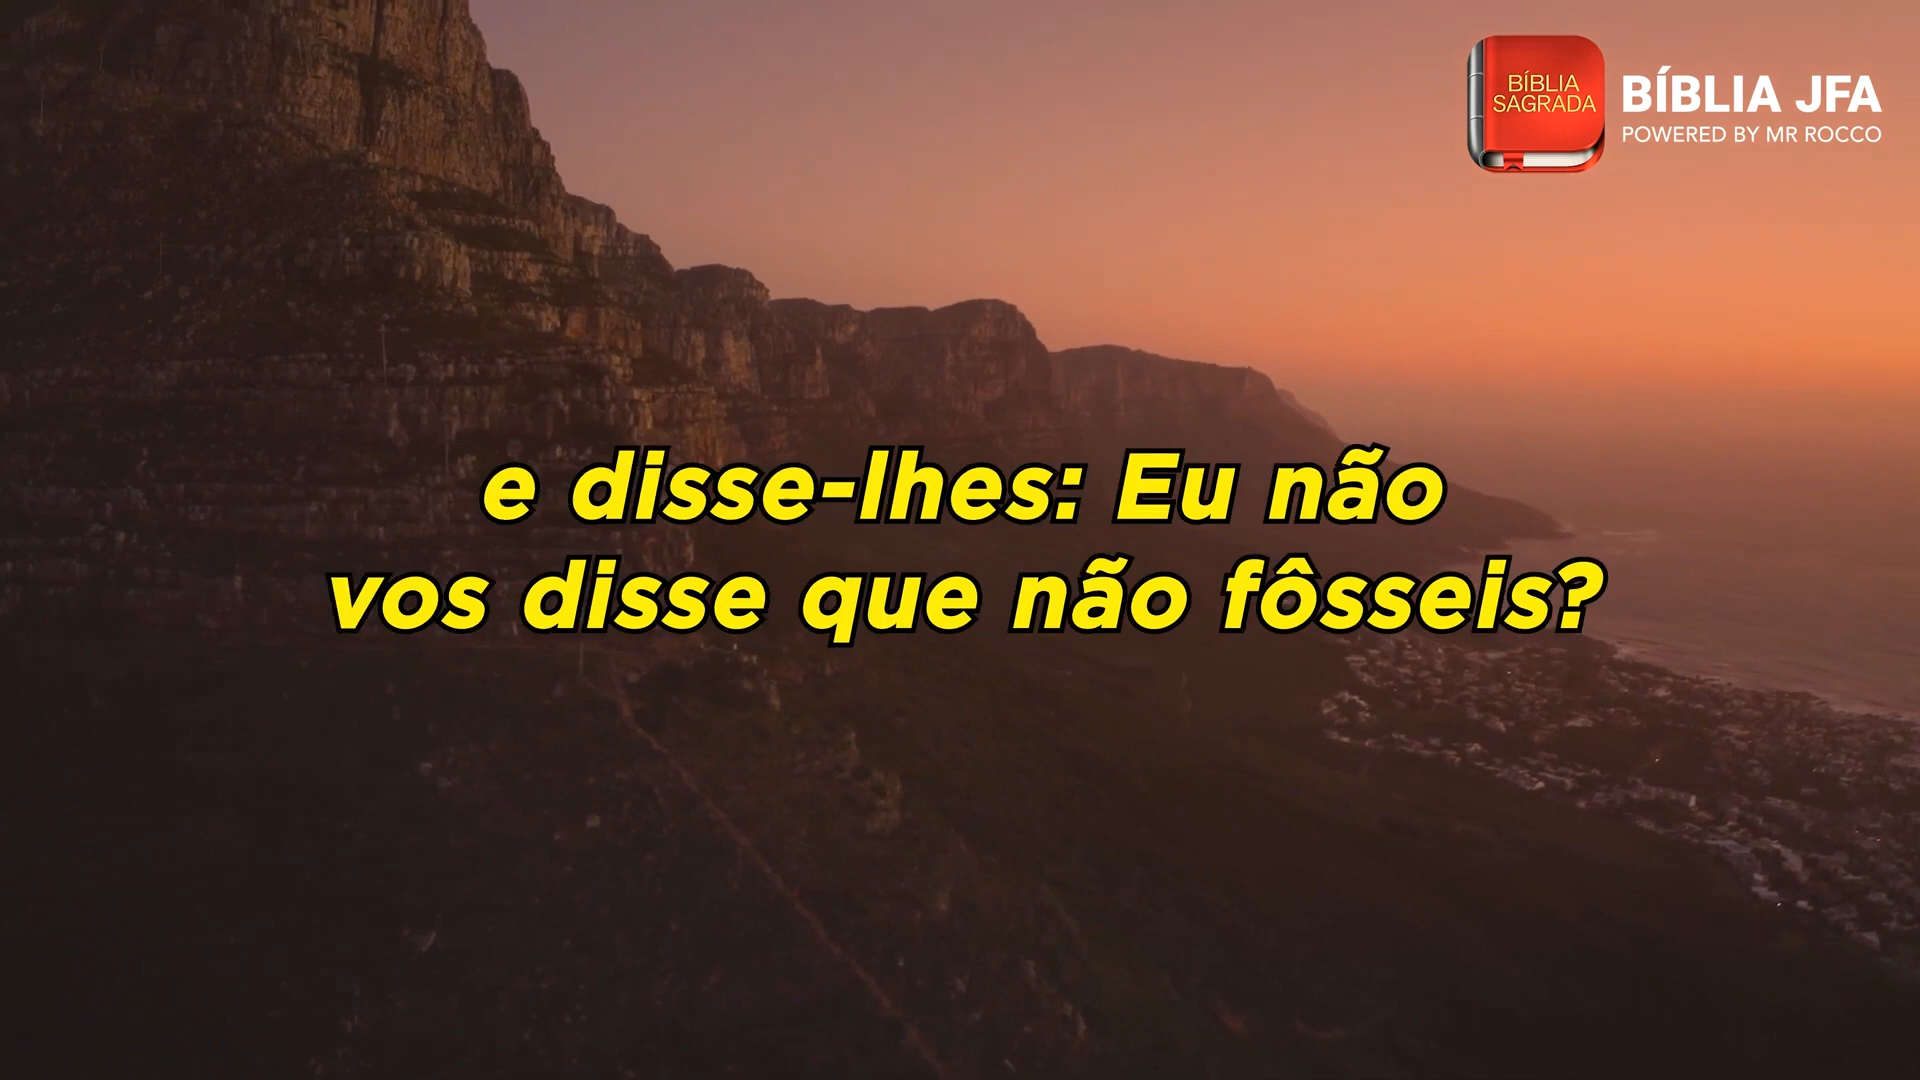 BÍBLIA
SAGRADA
BÍBLIA JFA
POWERED BY MR ROCCO
e disse-lhes: Eu não
vos disse que não fôsseis?